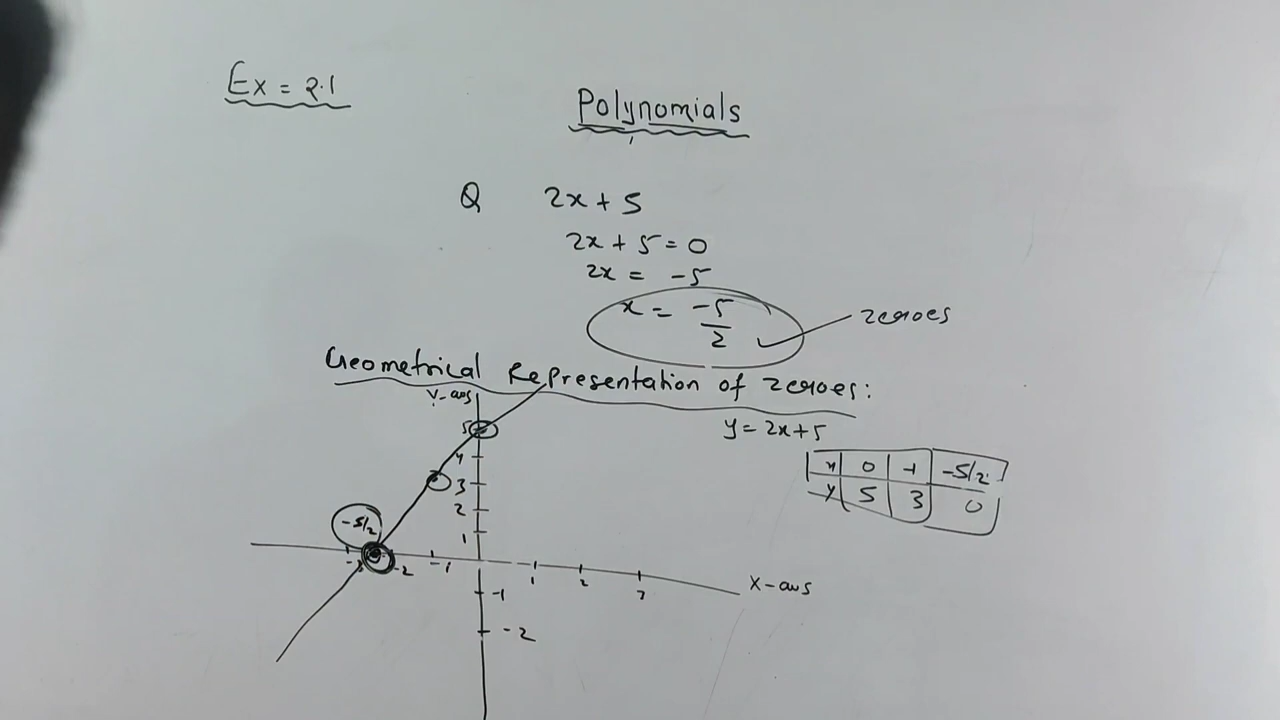 Ex = 2.1
Polynomials
Q 2x + 5
2x + 5 = 0
2x = -5
x = -5/2
zeroes
Geometrical Representation of zeroes:
Y-axis
y = 2x+5
x 0 -1 -5/2
y 5 3 0
5
4
3
2
1
-5/2
-3 -2 -1 1 2 3
X-axis
-1
-2